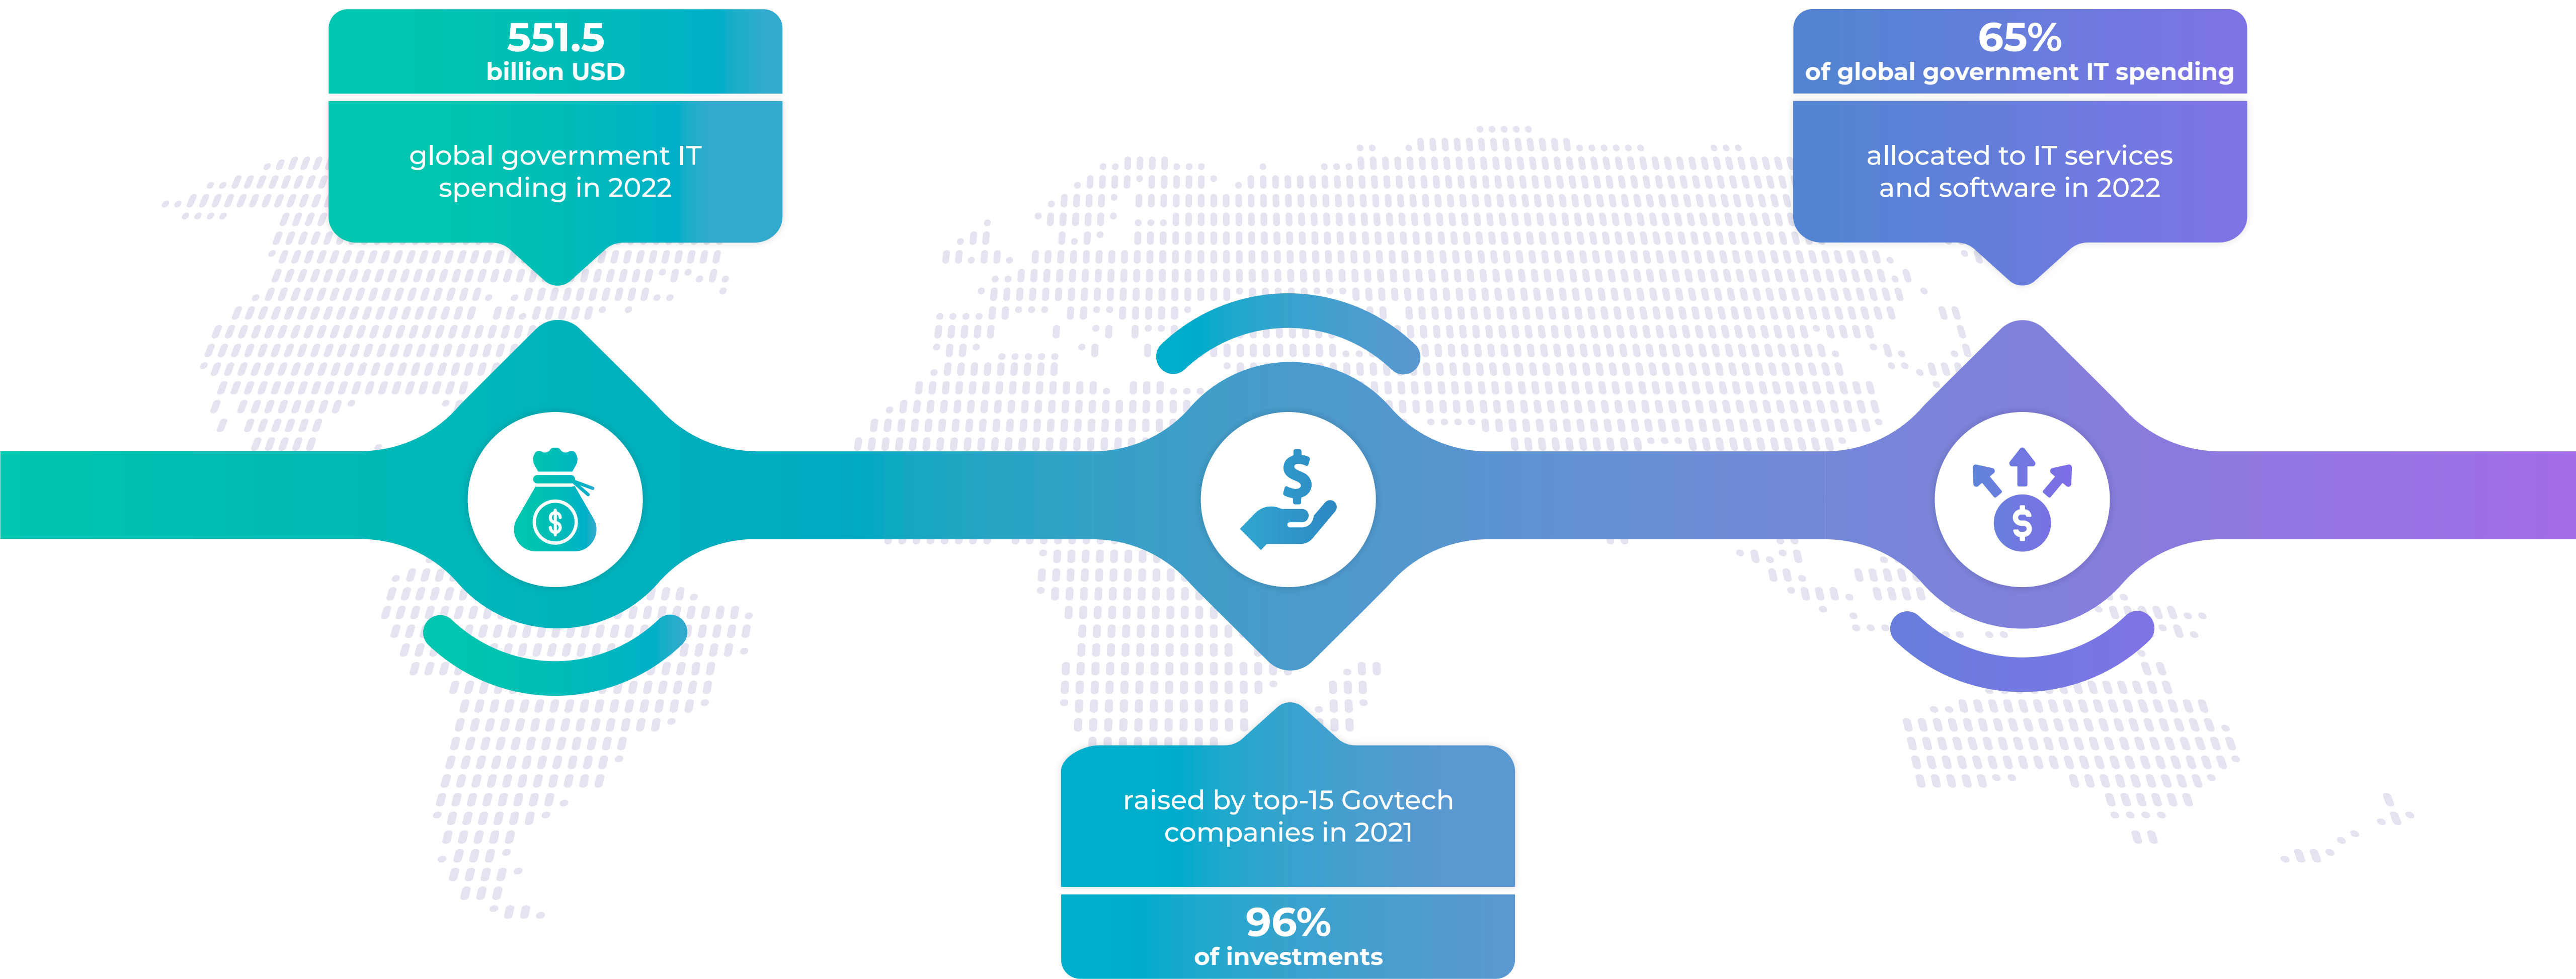 551.5
billion USD
global government IT
spending in 2022
raised by top-15 Govtech
companies in 2021
96%
of investments
65%
of global government IT spending
allocated to IT services
and software in 2022